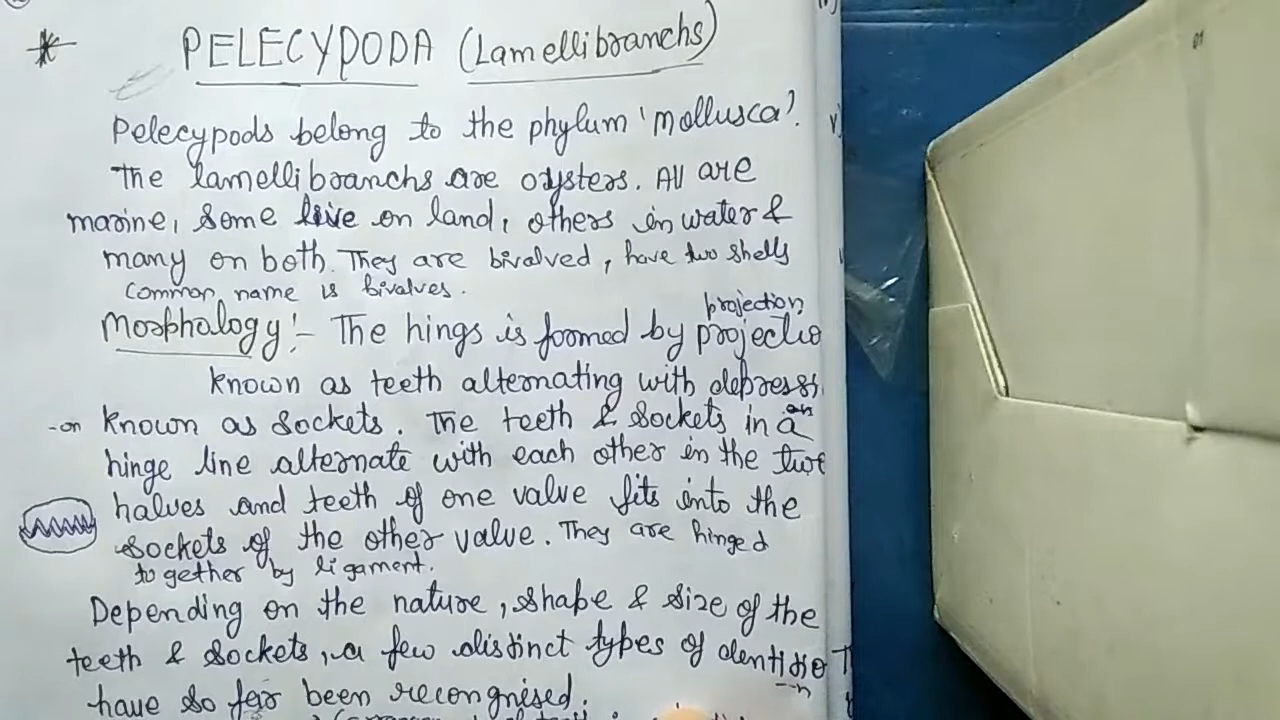 * PELECYPODA (Lamellibranchs)
Pelecypods belong to the phylum 'mollusca'.
The lamellibranchs are oysters. All are
marine, some live on land, others in water &
many on both. They are bivalved, have two shells
common name is bivalves.
projection
Morphology:- The hings is formed by projectio
known as teeth alternating with depressi
-on known as sockets. The teeth & sockets in a
hinge line alternate with each other in the two
halves and teeth of one valve fits into the
sockets of the other valve. They are hinged
together by ligament.
Depending on the nature, shape & size of the
teeth & sockets, a few distinct types of dentitio
-n
have so far been recongnised.